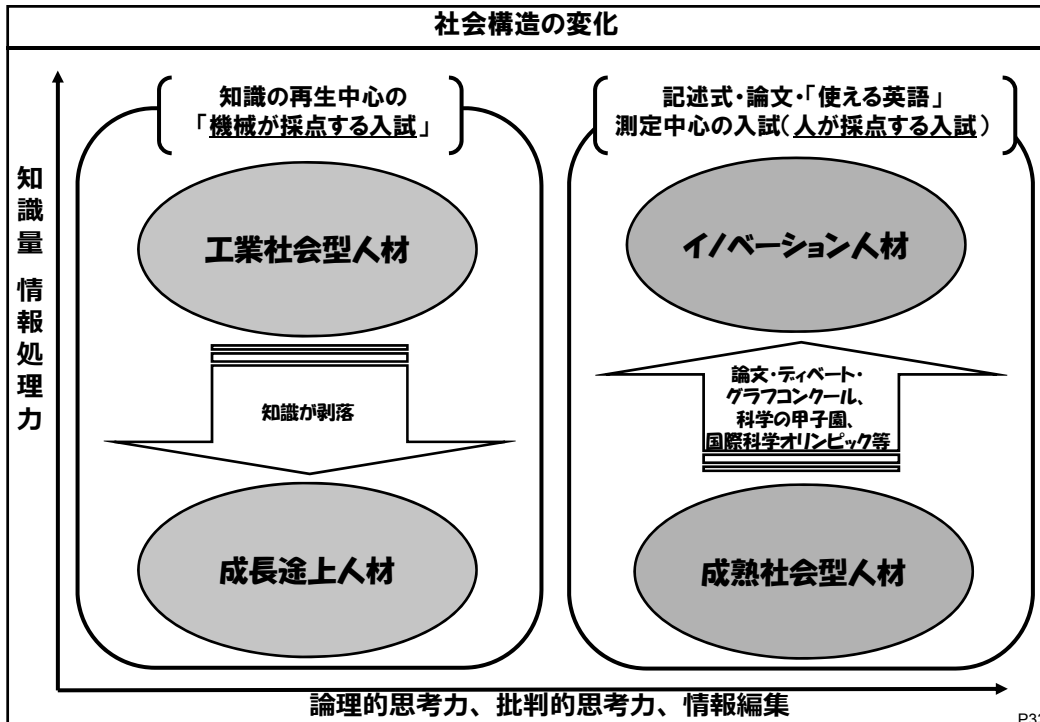 社会構造の変化
知識の再生中心の
「機械が採点する入試」
記述式・論文・「使える英語」
測定中心の入試(人が採点する入試)
知識量 情報処理力
工業社会型人材
イノベーション人材
知識が剥落
論文・ディベート・
グラフコンクール、
科学の甲子園、
国際科学オリンピック等
成長途上人材
成熟社会型人材
論理的思考力、批判的思考力、情報編集
P32